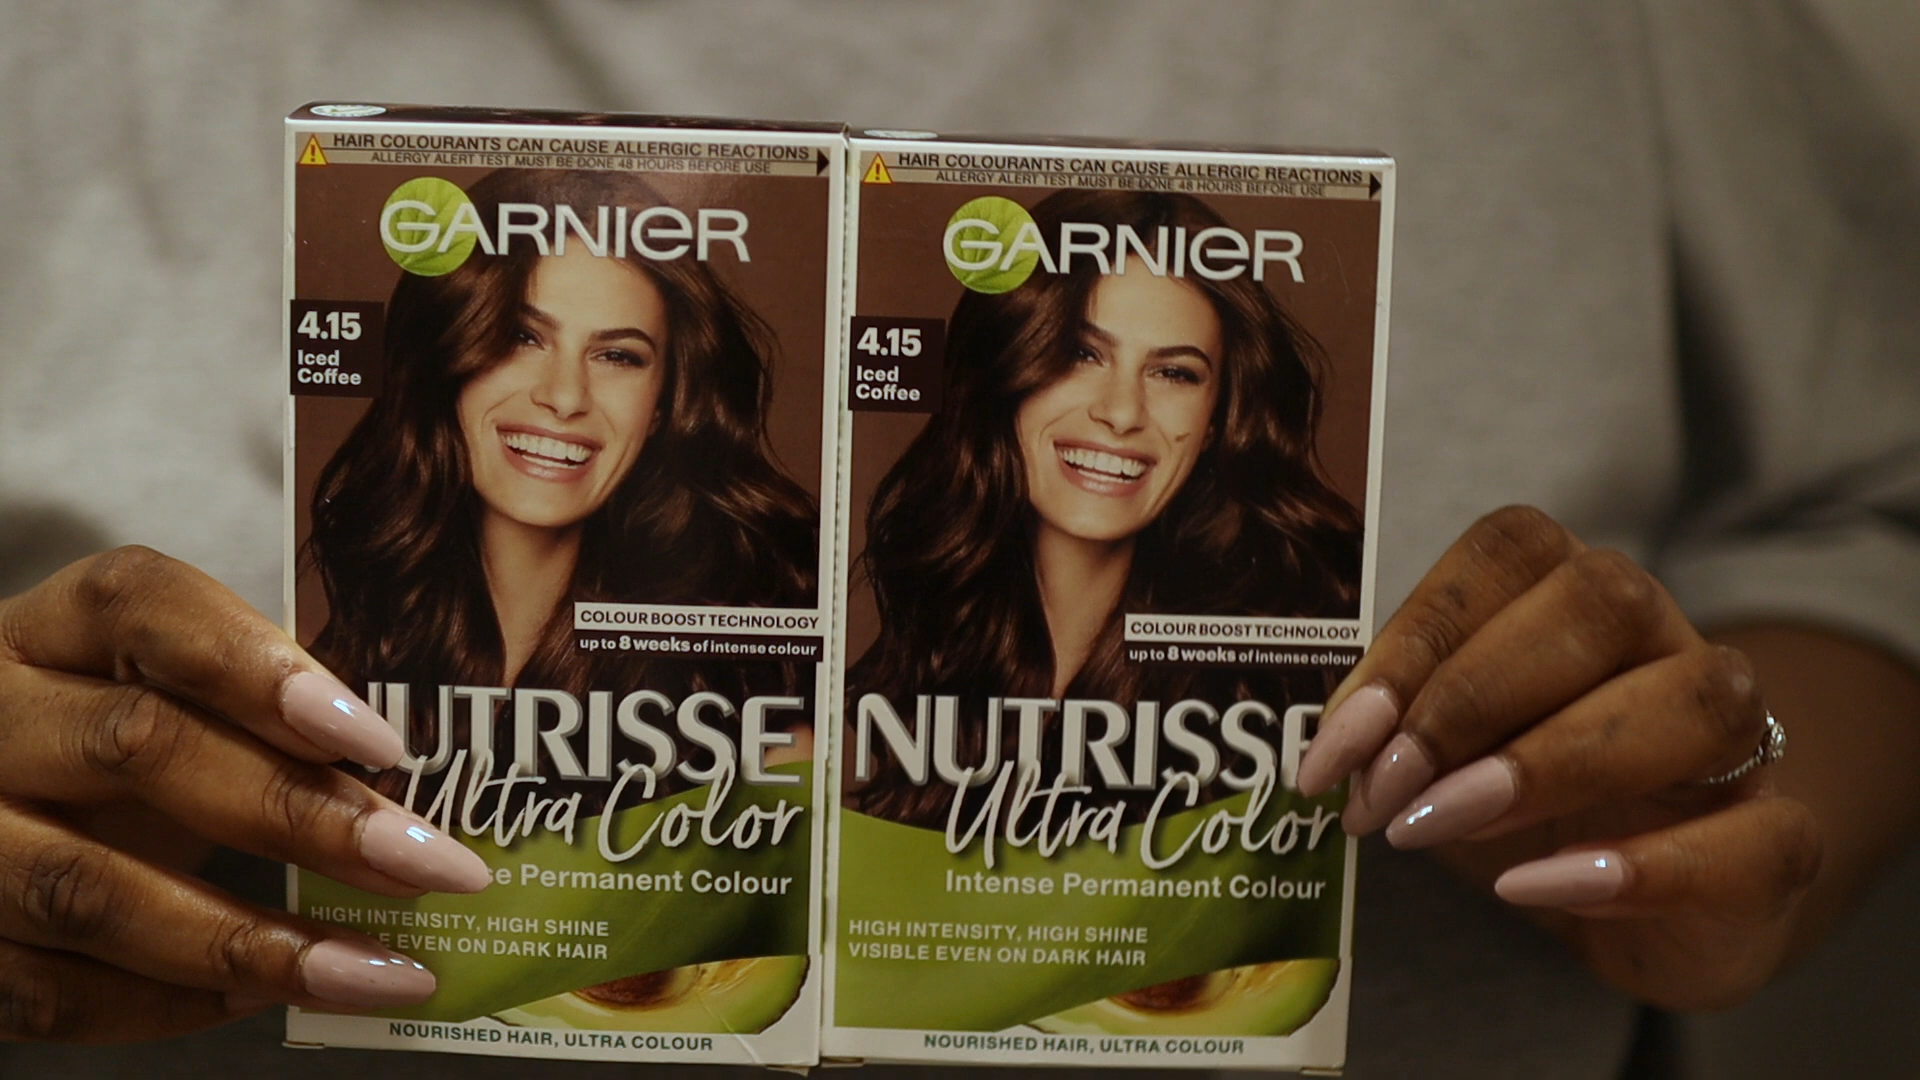 HAIR COLOURANTS CAN CAUSE ALLERGIC REACTIONS
ALLERGY ALERT TEST MUST BE DONE 48 HOURS BEFORE USE
GARNIER
4.15
Iced
Coffee
COLOUR BOOST TECHNOLOGY
up to 8 weeks of intense colour
NUTRISSE
Ultra Color
se Permanent Colour
HIGH INTENSITY, HIGH SHINE
E EVEN ON DARK HAIR
NOURISHED HAIR, ULTRA COLOUR
HAIR COLOURANTS CAN CAUSE ALLERGIC REACTIONS
ALLERGY ALERT TEST MUST BE DONE 48 HOURS BEFORE USE
GARNIER
4.15
Iced
Coffee
COLOUR BOOST TECHNOLOGY
up to 8 weeks of intense colour
NUTRISSE
Ultra Color
Intense Permanent Colour
HIGH INTENSITY, HIGH SHINE
VISIBLE EVEN ON DARK HAIR
NOURISHED HAIR, ULTRA COLOUR